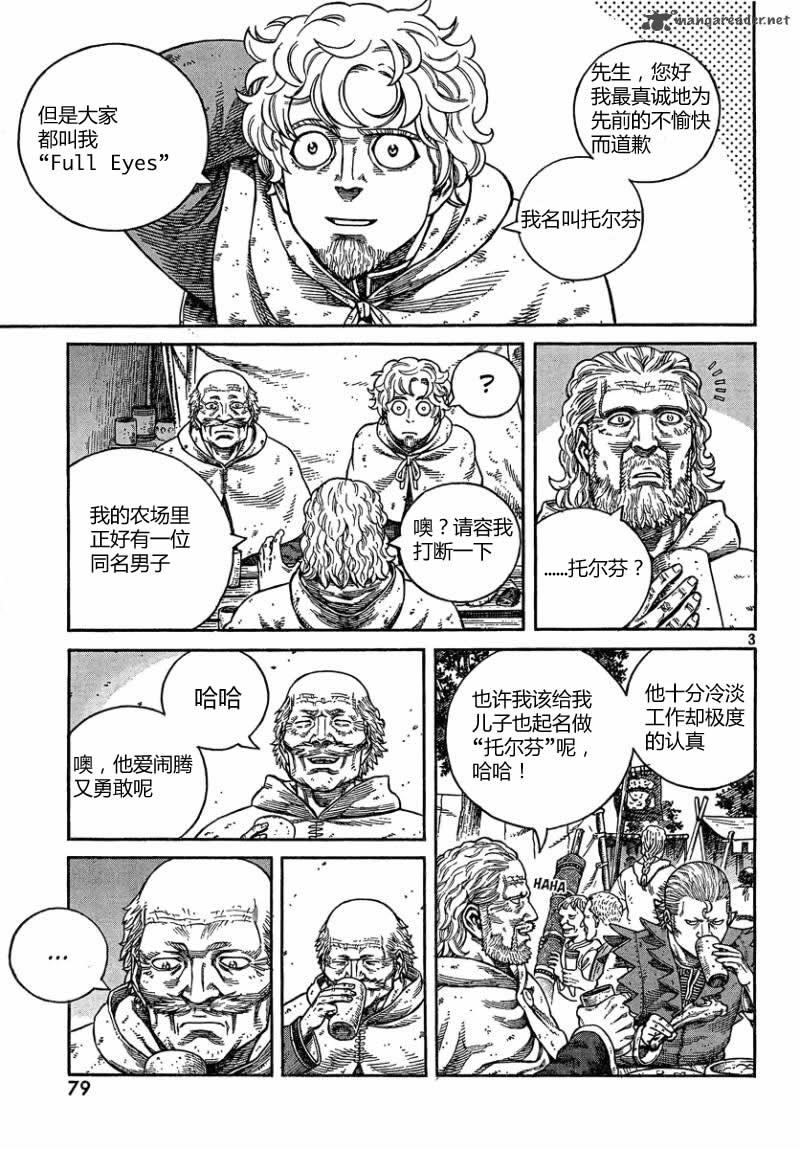 mangareader.net
先生，您好
我最真诚地为
先前的不愉快
而道歉
我名叫托尔芬
但是大家
都叫我
“Full Eyes”
......托尔芬？
？
噢？请容我
打断一下
我的农场里
正好有一位
同名男子
3
他十分冷淡
工作却极度
的认真
也许我该给我
儿子也起名做
“托尔芬”呢，
哈哈！
HAHA
哈哈
噢，他爱闹腾
又勇敢呢
...
79